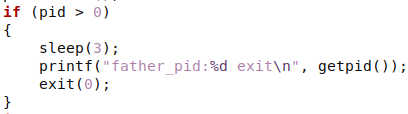 if (pid > 0)
{
    sleep(3);
    printf("father_pid:%d exit\n", getpid());
    exit(0);
}